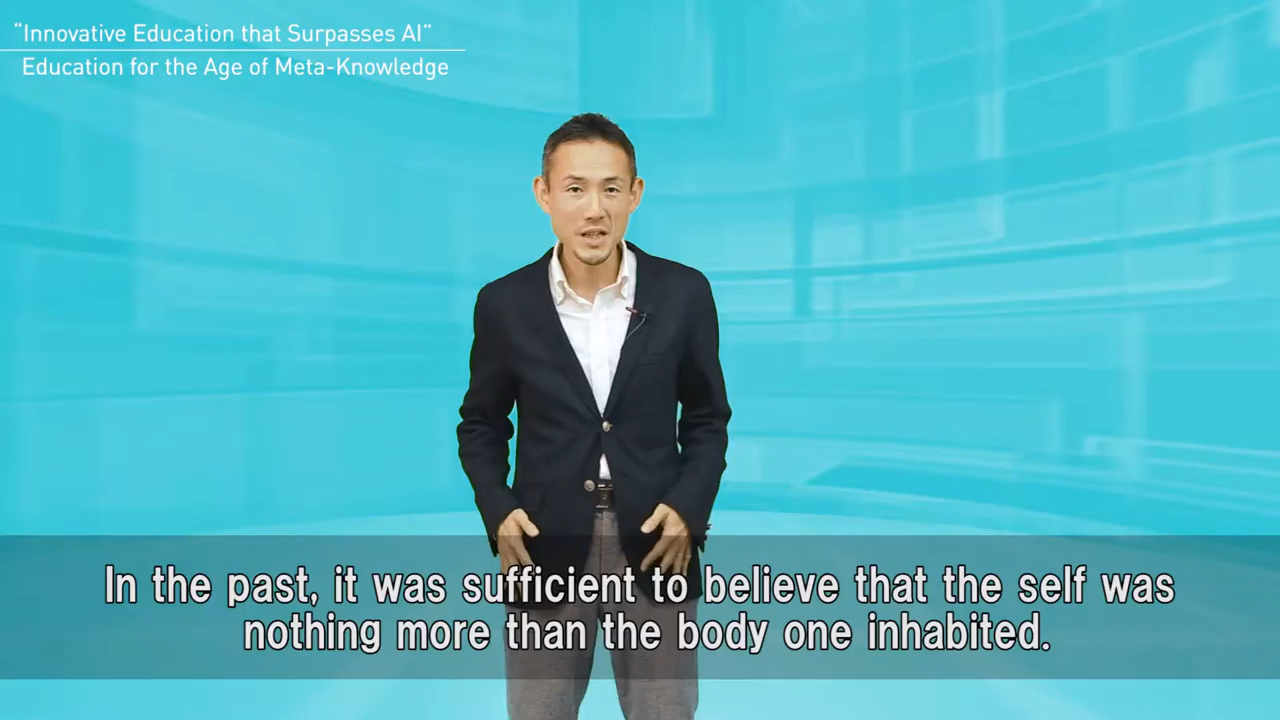 “Innovative Education that Surpasses AI”
Education for the Age of Meta-Knowledge
In the past, it was sufficient to believe that the self was
nothing more than the body one inhabited.